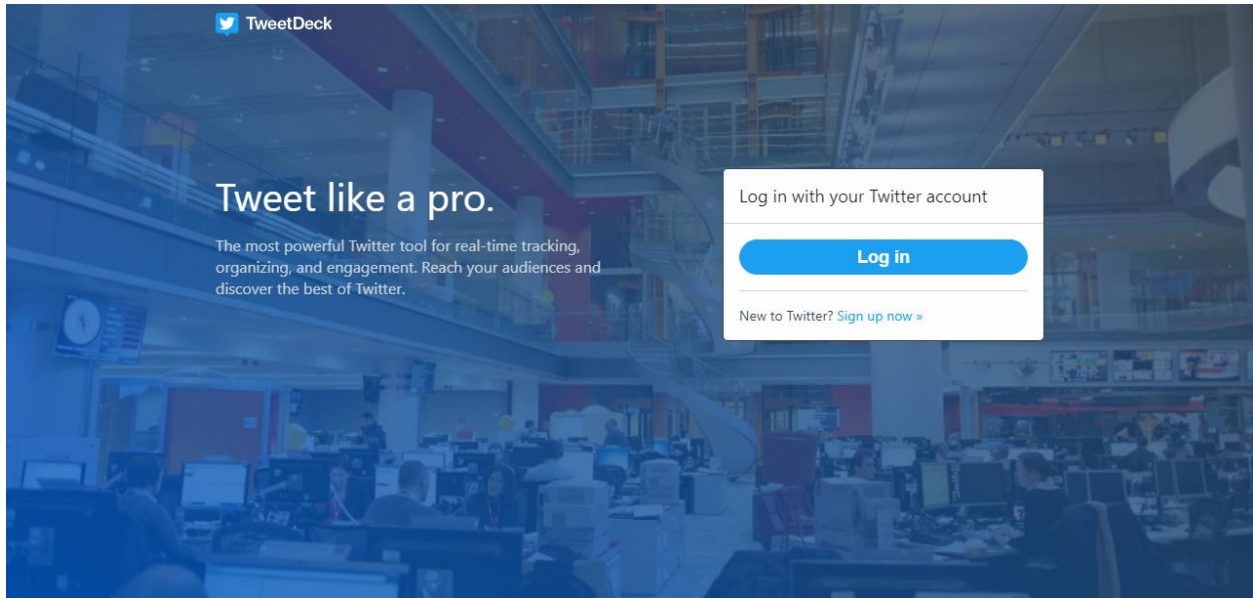 TweetDeck
Tweet like a pro.
The most powerful Twitter tool for real-time tracking,
organizing, and engagement. Reach your audiences and
discover the best of Twitter.
Log in with your Twitter account
Log in
New to Twitter? Sign up now »